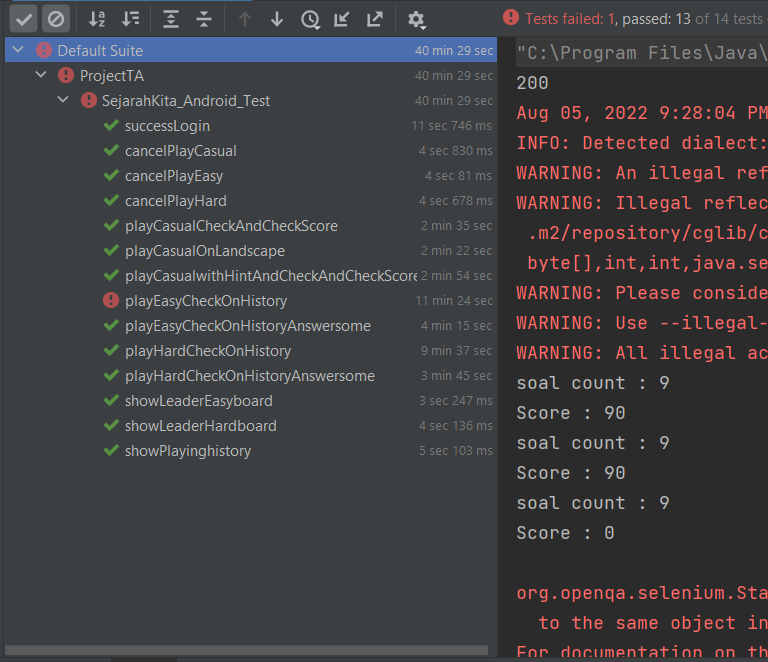 Tests failed: 1, passed: 13 of 14 tests –
Default Suite 40 min 29 sec
ProjectTA 40 min 29 sec
SejarahKita_Android_Test 40 min 29 sec
successLogin 11 sec 746 ms
cancelPlayCasual 4 sec 830 ms
cancelPlayEasy 4 sec 81 ms
cancelPlayHard 4 sec 678 ms
playCasualCheckAndCheckScore 2 min 35 sec
playCasualOnLandscape 2 min 22 sec
playCasualwithHintAndCheckAndCheckScore 2 min 54 sec
playEasyCheckOnHistory 11 min 24 sec
playEasyCheckOnHistoryAnswersome 4 min 15 sec
playHardCheckOnHistory 9 min 37 sec
playHardCheckOnHistoryAnswersome 3 min 45 sec
showLeaderEasyboard 3 sec 247 ms
showLeaderHardboard 4 sec 136 ms
showPlayinghistory 5 sec 103 ms
"C:\Program Files\Java\
200
Aug 05, 2022 9:28:04 PM
INFO: Detected dialect:
WARNING: An illegal ref
WARNING: Illegal reflec
.m2/repository/cglib/c
byte[],int,int,java.se
WARNING: Please conside
WARNING: Use --illegal-
WARNING: All illegal ac
soal count : 9
Score : 90
soal count : 9
Score : 90
soal count : 9
Score : 0
org.openqa.selenium.Sta
to the same object in
For documentation on th